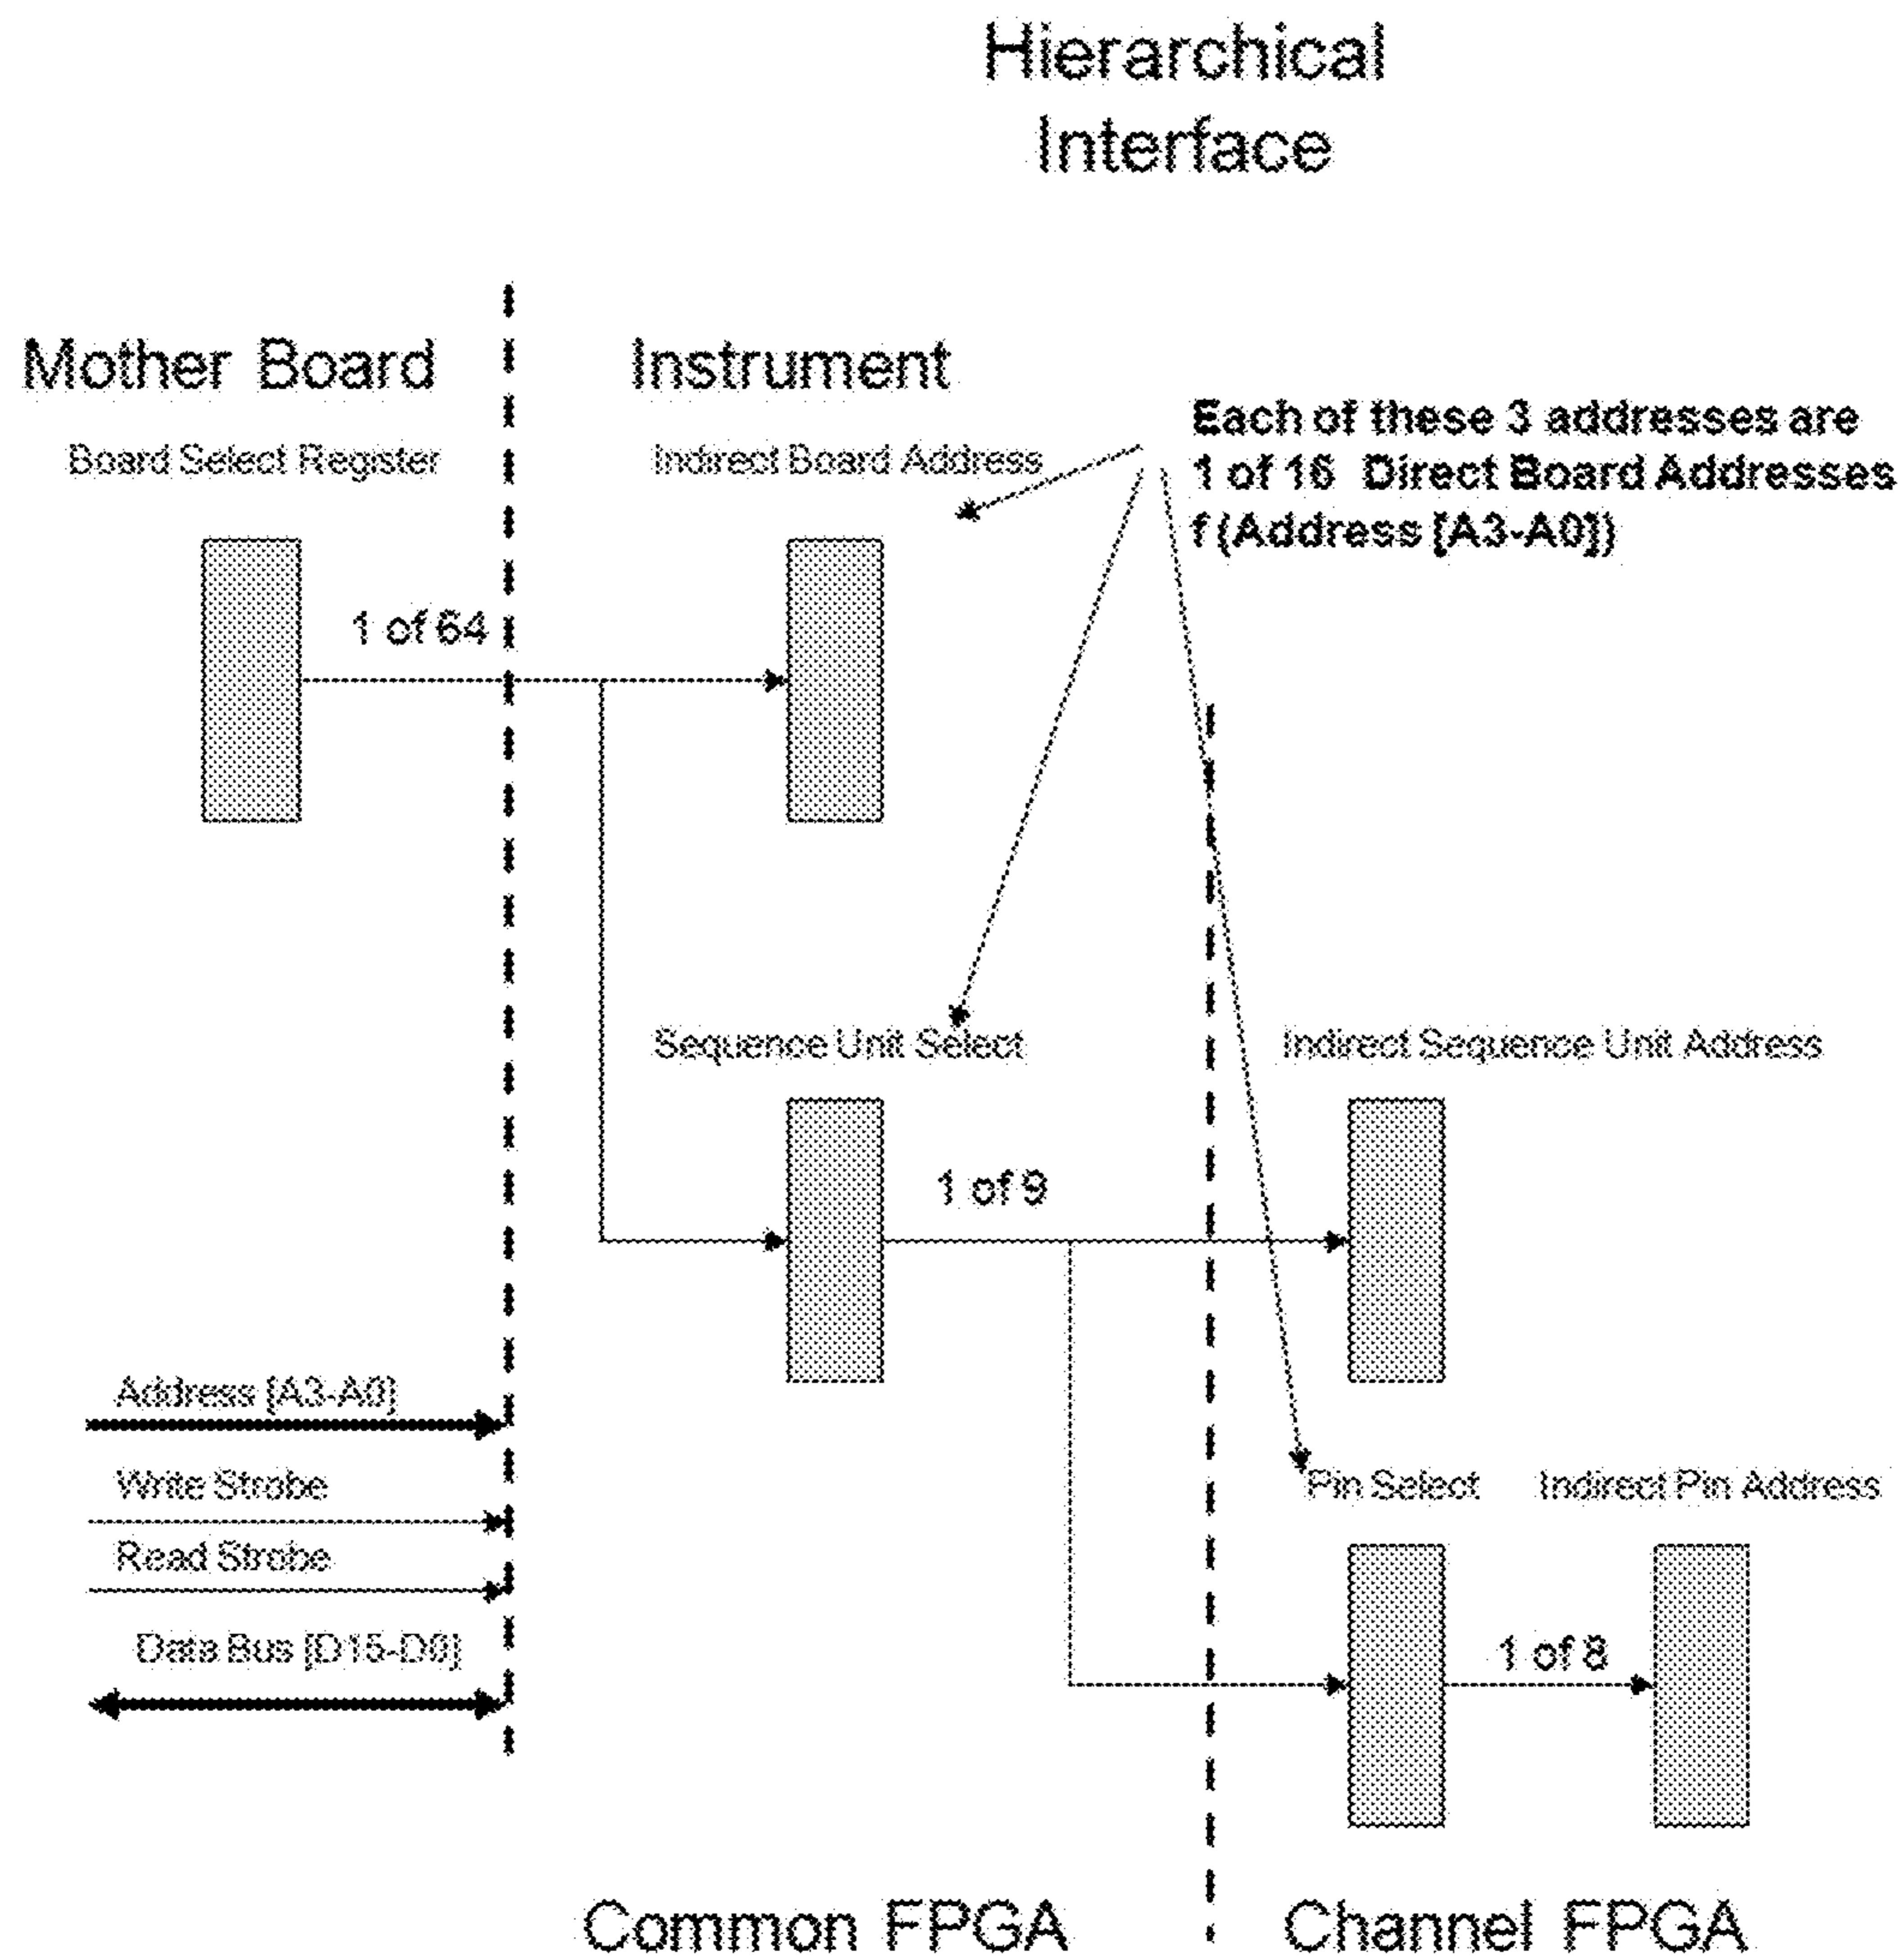 Hierarchical
Interface
Mother Board
Instrument
Board Select Register
Indirect Board Address
Each of these 3 addresses are
1 of 16 Direct Board Addresses
f (Address [A3-A0])
1 of 64
Sequence Unit Select
Indirect Sequence Unit Address
1 of 9
Address [A3-A0]
Write Strobe
Read Strobe
Data Bus [D15-D0]
Pin Select
Indirect Pin Address
1 of 8
Common FPGA
Channel FPGA